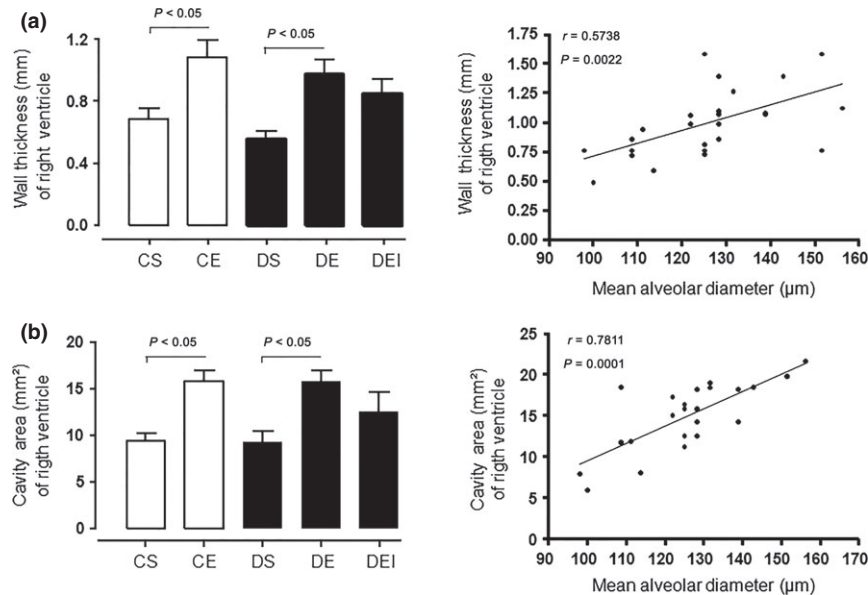 (a)
P < 0.05
P < 0.05
Wall thickness (mm)
of right ventricle
1.2
0.8
0.4
0.0
CS CE DS DE DEI
r = 0.5738
P = 0.0022
Wall thickness (mm)
of rigth ventricle
1.75
1.50
1.25
1.00
0.75
0.50
0.25
0.00
90 100 110 120 130 140 150 160
Mean alveolar diameter (µm)
(b)
P < 0.05
P < 0.05
Cavity area (mm²)
of rigth ventricle
20
15
10
5
0
CS CE DS DE DEI
r = 0.7811
P = 0.0001
Cavity area (mm²)
of rigth ventricle
25
20
15
10
5
0
90 100 110 120 130 140 150 160 170
Mean alveolar diameter (µm)